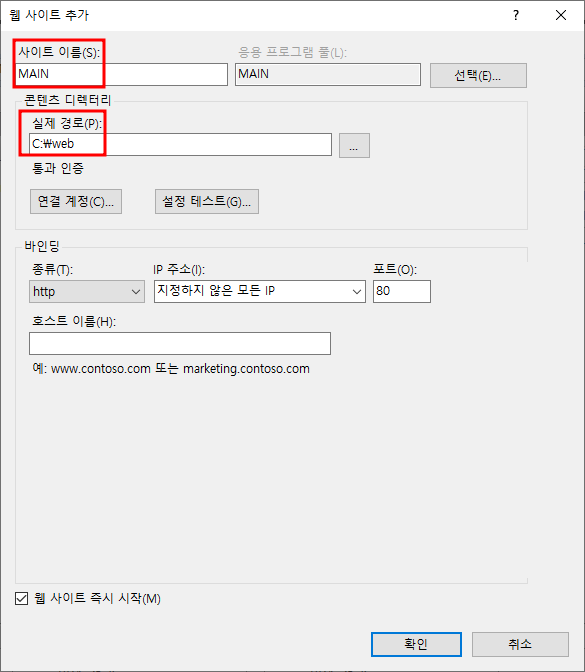 웹 사이트 추가 ? ×
사이트 이름(S): 응용 프로그램 풀(L):
MAIN MAIN 선택(E)...
콘텐츠 디렉터리
실제 경로(P):
C:₩web ...
통과 인증
연결 계정(C)... 설정 테스트(G)...
바인딩
종류(T): IP 주소(I): 포트(O):
http 지정하지 않은 모든 IP 80
호스트 이름(H):
예: www.contoso.com 또는 marketing.contoso.com
웹 사이트 즉시 시작(M)
확인 취소